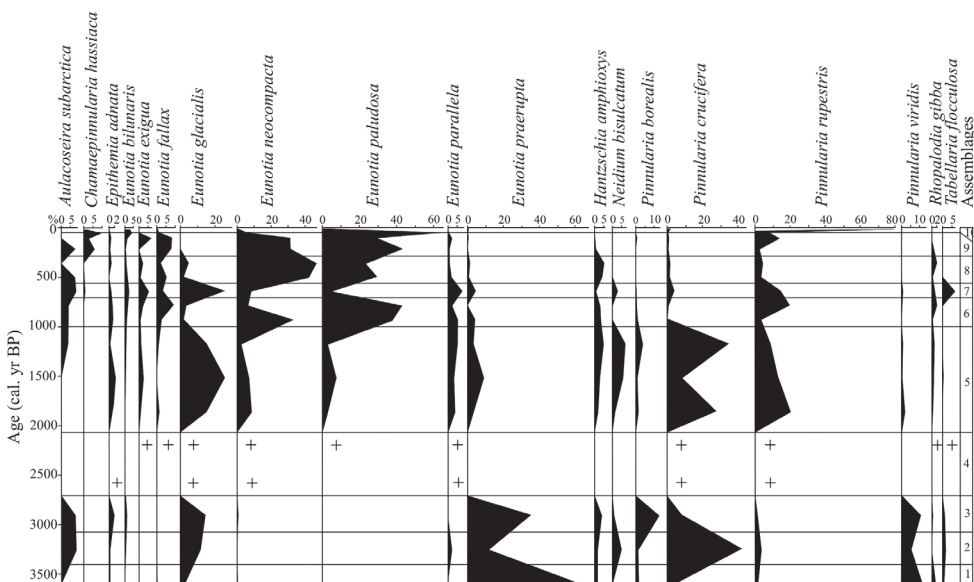 Aulacoseira subarctica
Chamaepinnularia hassiaca
Epithemia adnata
Eunotia bilunaris
Eunotia exigua
Eunotia fallax
Eunotia glacialis
Eunotia neocompacta
Eunotia paludosa
Eunotia parallela
Eunotia praerupta
Hantzschia amphioxys
Neidium bisulcatum
Pinnularia borealis
Pinnularia crucifera
Pinnularia rupestris
Pinnularia viridis
Rhopalodia gibba
Tabellaria flocculosa
Assemblages
% 0 5 0 5 0 2 0 5 0 5 0 5 0 20 0 20 40 0 20 40 60 0 5 0 20 40 60 0 5 0 5 0 10 0 20 40 0 20 40 60 80 0 10 0 2 0 5
Age (cal. yr BP)
0
500
1000
1500
2000
2500
3000
3500
10
9
8
7
6
5
4
3
2
1